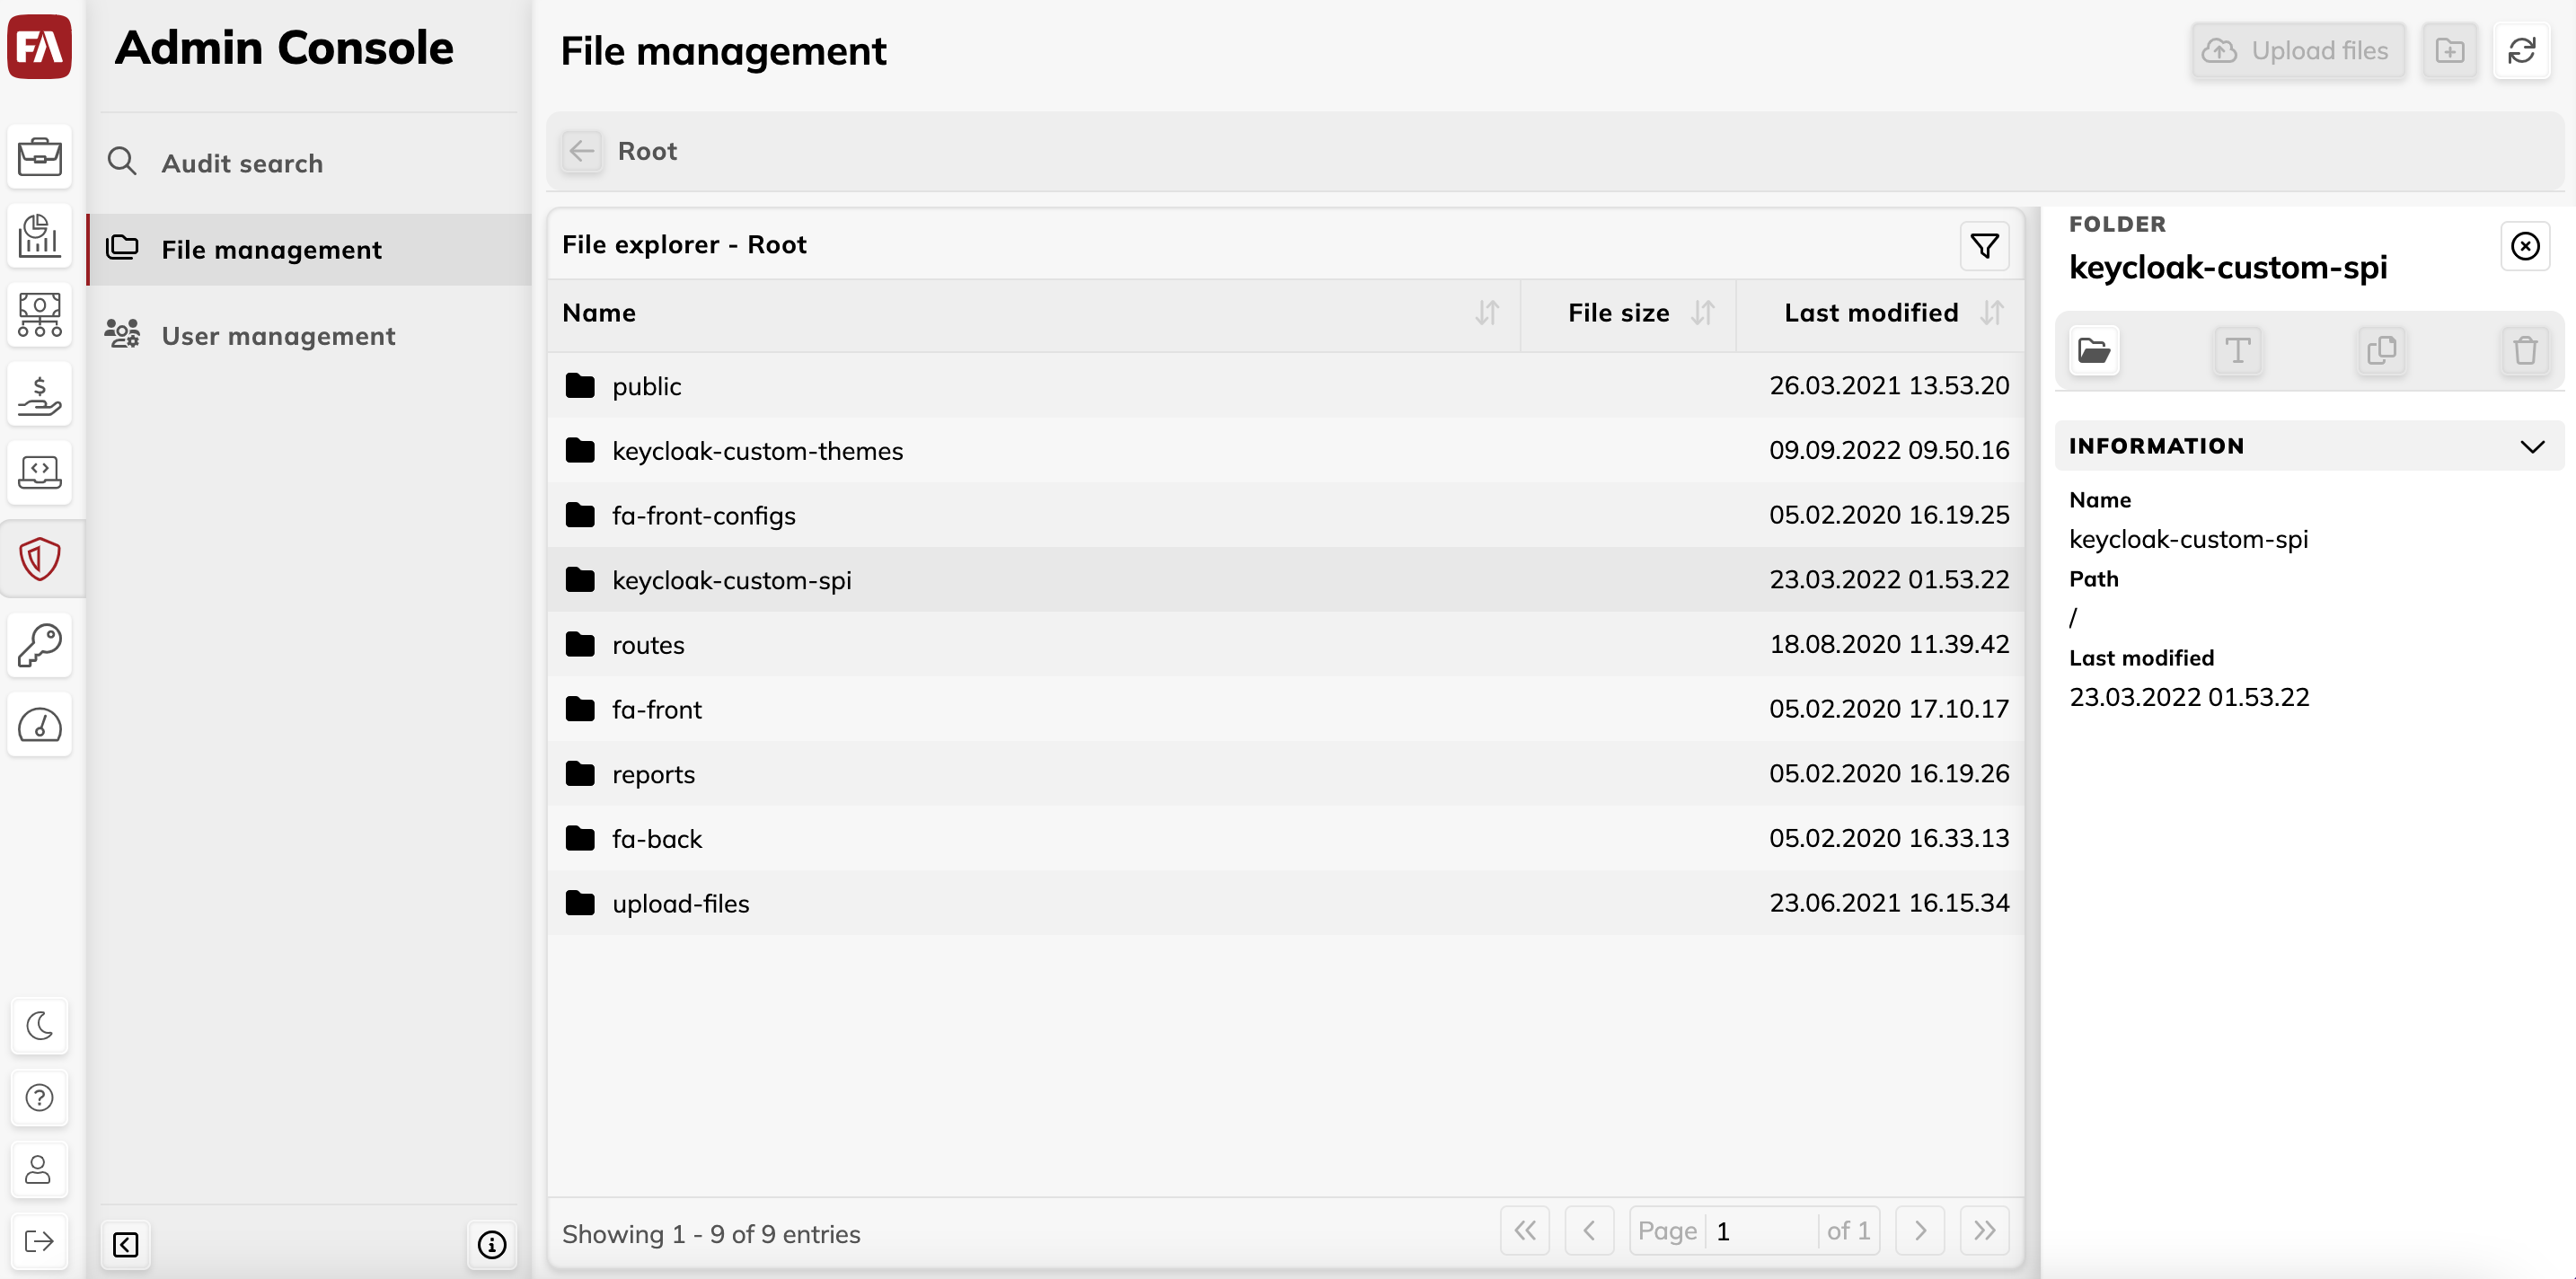 FA
Admin Console
Audit search
File management
User management
File management
Upload files
Root
File explorer - Root
Name File size Last modified
public 26.03.2021 13.53.20
keycloak-custom-themes 09.09.2022 09.50.16
fa-front-configs 05.02.2020 16.19.25
keycloak-custom-spi 23.03.2022 01.53.22
routes 18.08.2020 11.39.42
fa-front 05.02.2020 17.10.17
reports 05.02.2020 16.19.26
fa-back 05.02.2020 16.33.13
upload-files 23.06.2021 16.15.34
Showing 1 - 9 of 9 entries
Page 1 of 1
FOLDER
keycloak-custom-spi
INFORMATION
Name
keycloak-custom-spi
Path
/
Last modified
23.03.2022 01.53.22